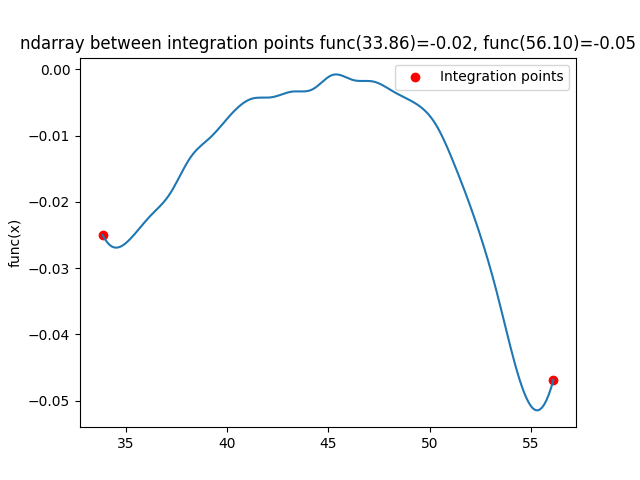 ndarray between integration points func(33.86)=-0.02, func(56.10)=-0.05
Integration points
func(x)
0.00
−0.01
−0.02
−0.03
−0.04
−0.05
35 40 45 50 55